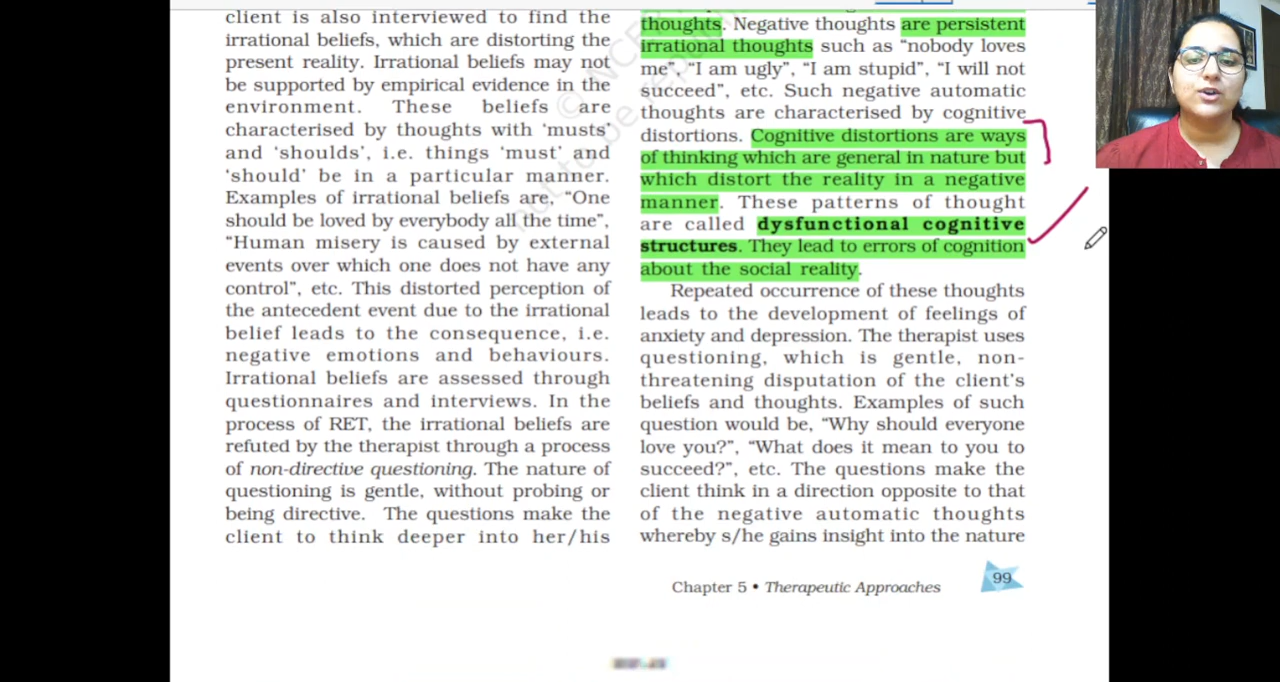 client is also interviewed to find the
irrational beliefs, which are distorting the
present reality. Irrational beliefs may not
be supported by empirical evidence in the
environment. These beliefs are
characterised by thoughts with ‘musts’
and ‘shoulds’, i.e. things ‘must’ and
‘should’ be in a particular manner.
Examples of irrational beliefs are, “One
should be loved by everybody all the time”,
“Human misery is caused by external
events over which one does not have any
control”, etc. This distorted perception of
the antecedent event due to the irrational
belief leads to the consequence, i.e.
negative emotions and behaviours.
Irrational beliefs are assessed through
questionnaires and interviews. In the
process of RET, the irrational beliefs are
refuted by the therapist through a process
of non-directive questioning. The nature of
questioning is gentle, without probing or
being directive. The questions make the
client to think deeper into her/his
thoughts. Negative thoughts are persistent
irrational thoughts such as “nobody loves
me”, “I am ugly”, “I am stupid”, “I will not
succeed”, etc. Such negative automatic
thoughts are characterised by cognitive
distortions. Cognitive distortions are ways
of thinking which are general in nature but
which distort the reality in a negative
manner. These patterns of thought
are called dysfunctional cognitive
structures. They lead to errors of cognition
about the social reality.
Repeated occurrence of these thoughts
leads to the development of feelings of
anxiety and depression. The therapist uses
questioning, which is gentle, non-
threatening disputation of the client’s
beliefs and thoughts. Examples of such
question would be, “Why should everyone
love you?”, “What does it mean to you to
succeed?”, etc. The questions make the
client think in a direction opposite to that
of the negative automatic thoughts
whereby s/he gains insight into the nature
Chapter 5 • Therapeutic Approaches
99